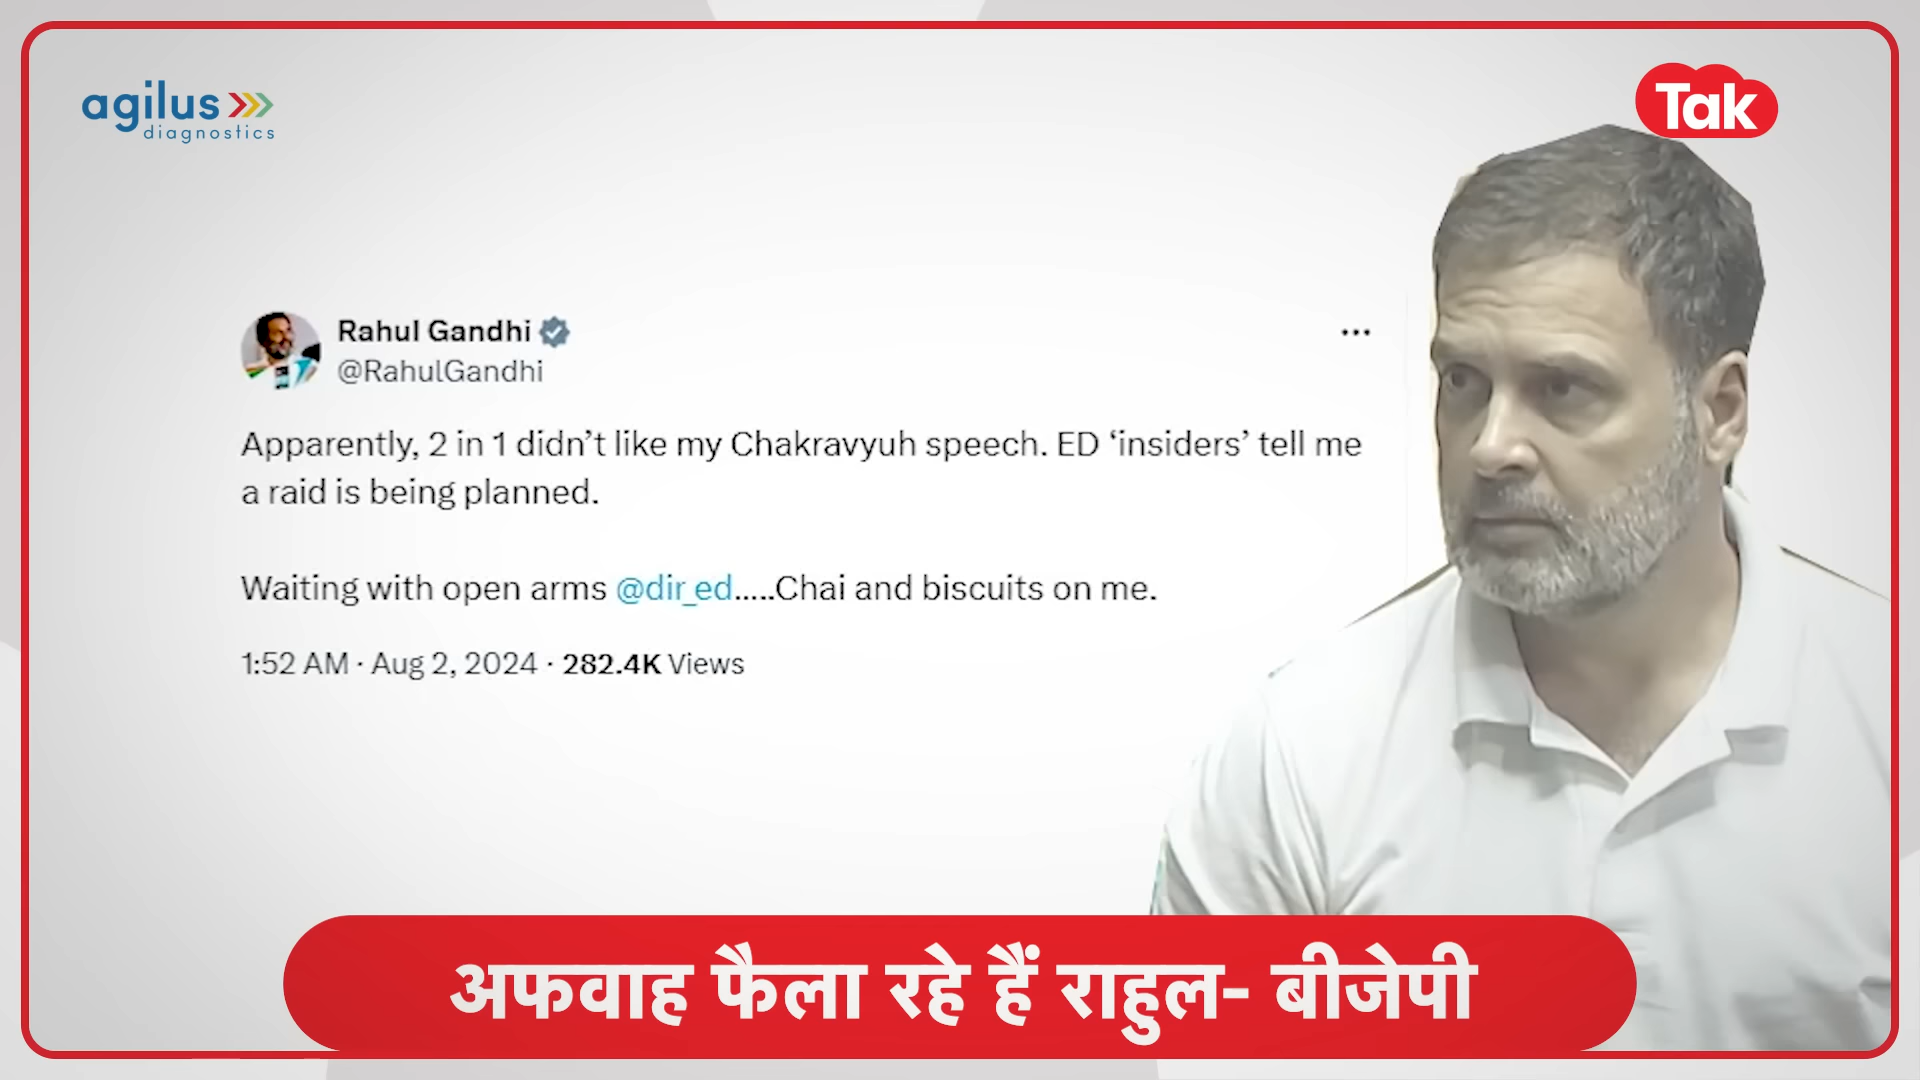 agilus
diagnostics
Tak
Rahul Gandhi
@RahulGandhi
Apparently, 2 in 1 didn’t like my Chakravyuh speech. ED ‘insiders’ tell me
a raid is being planned.
Waiting with open arms @dir_ed.....Chai and biscuits on me.
1:52 AM · Aug 2, 2024 · 282.4K Views
अफवाह फैला रहे हैं राहुल- बीजेपी